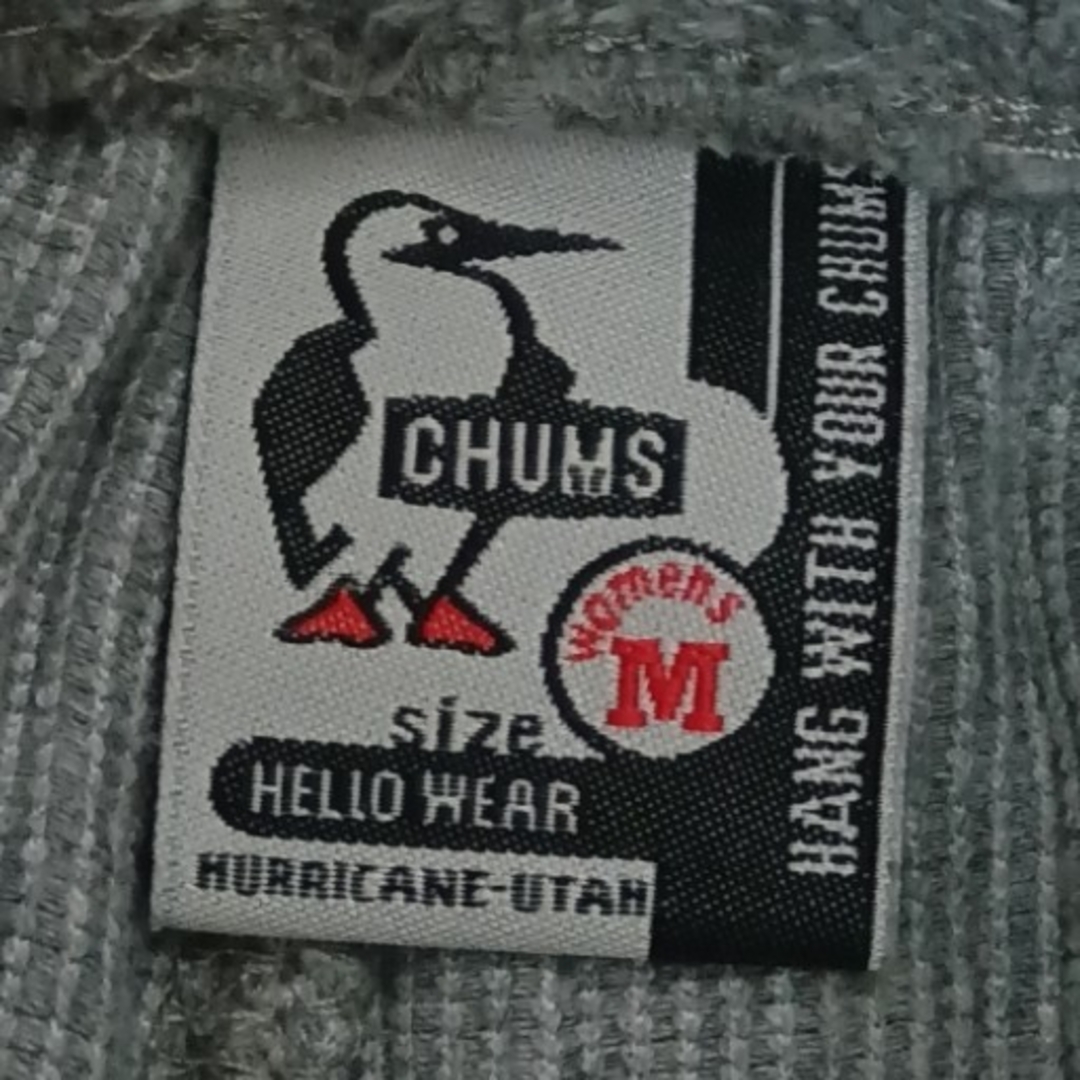 CHUMS
womens
M
size
HELLO WEAR
HURRICANE-UTAH
HANG WITH YOUR CHUMS